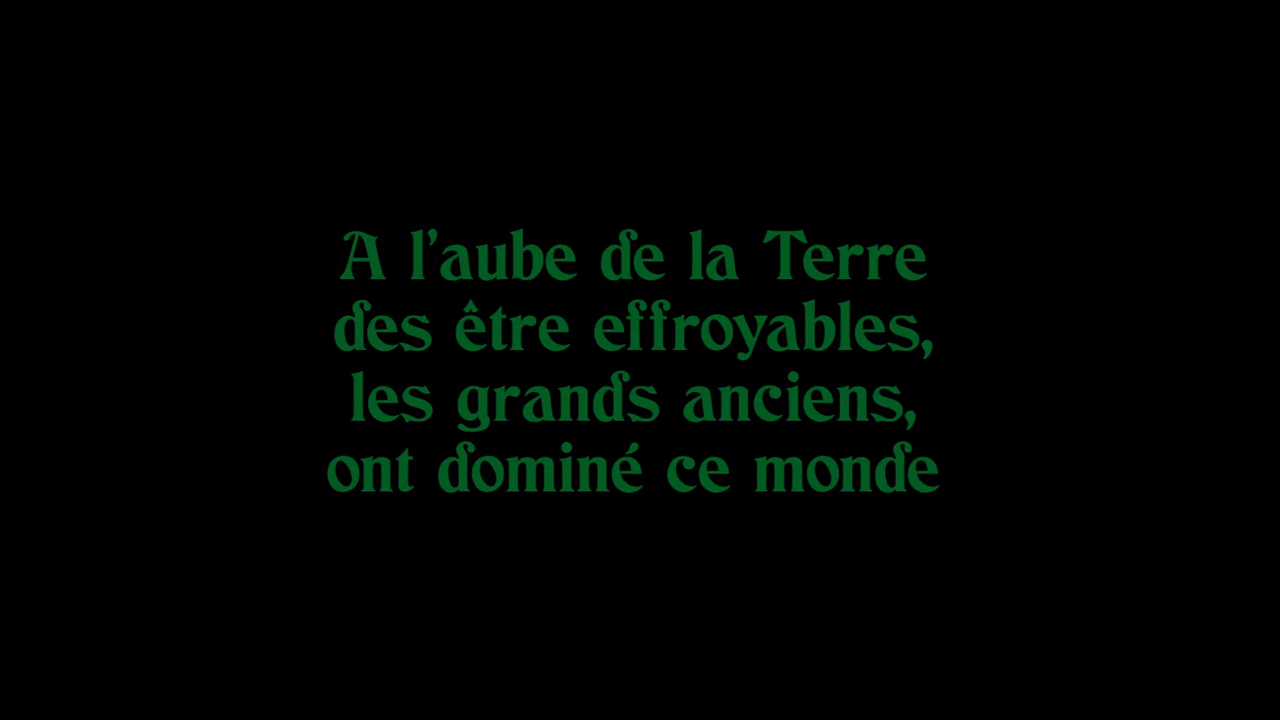 A l'aube de la Terre
des être effroyables,
les grands anciens,
ont dominé ce monde